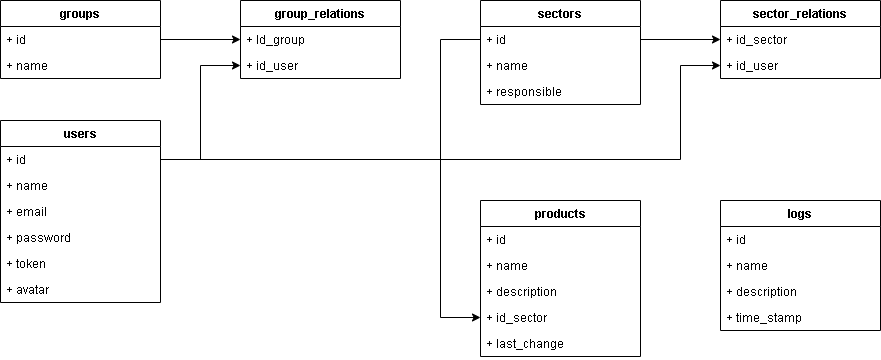 groups
+ id
+ name
group_relations
+ Id_group
+ id_user
sectors
+ id
+ name
+ responsible
sector_relations
+ id_sector
+ id_user
users
+ id
+ name
+ email
+ password
+ token
+ avatar
products
+ id
+ name
+ description
+ id_sector
+ last_change
logs
+ id
+ name
+ description
+ time_stamp